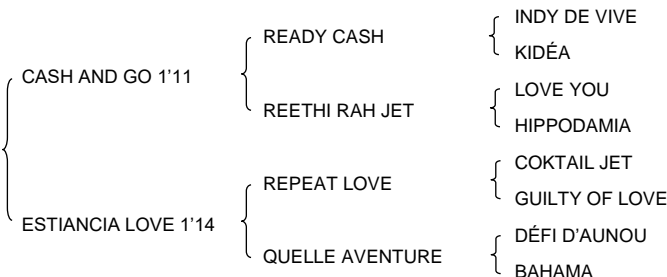 INDY DE VIVE
READY CASH
KIDÉA
CASH AND GO 1'11
LOVE YOU
REETHI RAH JET
HIPPODAMIA
COKTAIL JET
REPEAT LOVE
GUILTY OF LOVE
ESTIANCIA LOVE 1'14
DÉFI D'AUNOU
QUELLE AVENTURE
BAHAMA